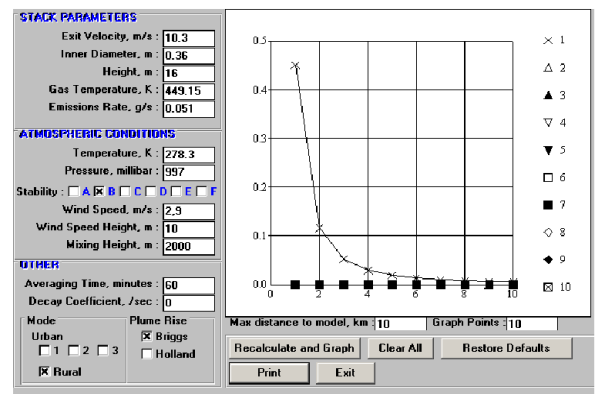 STACK PARAMETERS
Exit Velocity, m/s : 10.3
Inner Diameter, m : 0.36
Height, m : 16
Gas Temperature, K : 449.15
Emissions Rate, g/s : 0.051
ATMOSPHERIC CONDITIONS
Temperature, K : 278.3
Pressure, millibar : 997
Stability : A B C D E F
Wind Speed, m/s : 2,9
Wind Speed Height, m : 10
Mixing Height, m : 2000
OTHER
Averaging Time, minutes : 60
Decay Coefficient, /sec : 0
Mode Plume Rise
Urban Briggs
1 2 3 Holland
Rural
0.5
0.4
0.3
0.2
0.1
0.0
0 2 4 6 8 10
1
2
3
4
5
6
7
8
9
10
Max distance to model, km : 10 Graph Points : 10
Recalculate and Graph Clear All Restore Defaults
Print Exit